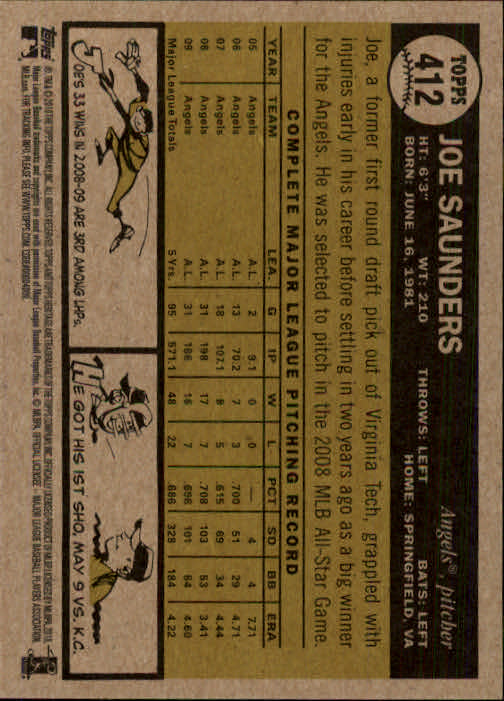 TOPPS
412
JOE SAUNDERS
Angels®, pitcher
HT: 6'3" WT: 210 THROWS: LEFT BATS: LEFT
BORN: JUNE 16, 1981 HOME: SPRINGFIELD, VA
Joe, a former first round draft pick out of Virginia Tech, grappled with
injuries early in his career before settling in two years ago as a big winner
for the Angels. He was selected to pitch in the 2008 MLB All-Star Game.
COMPLETE MAJOR LEAGUE PITCHING RECORD
YEAR TEAM LEA. G IP W L PCT SO BB ERA
05 Angels A.L. 2 9.1 0 0 — 4 4 7.71
06 Angels A.L. 13 70.2 7 3 .700 51 29 4.71
07 Angels A.L. 18 107.1 8 5 .615 69 34 4.44
08 Angels A.L. 31 198 17 7 .708 103 53 3.41
09 Angels A.L. 31 186 16 7 .696 101 64 4.60
Major League Totals 5 Yrs. 95 571.1 48 22 .686 328 184 4.22
JOE'S 33 WINS IN 2008-09 ARE 3RD AMONG LHPs.
HE GOT HIS 1ST SHO, MAY 9 VS. K.C.
Topps